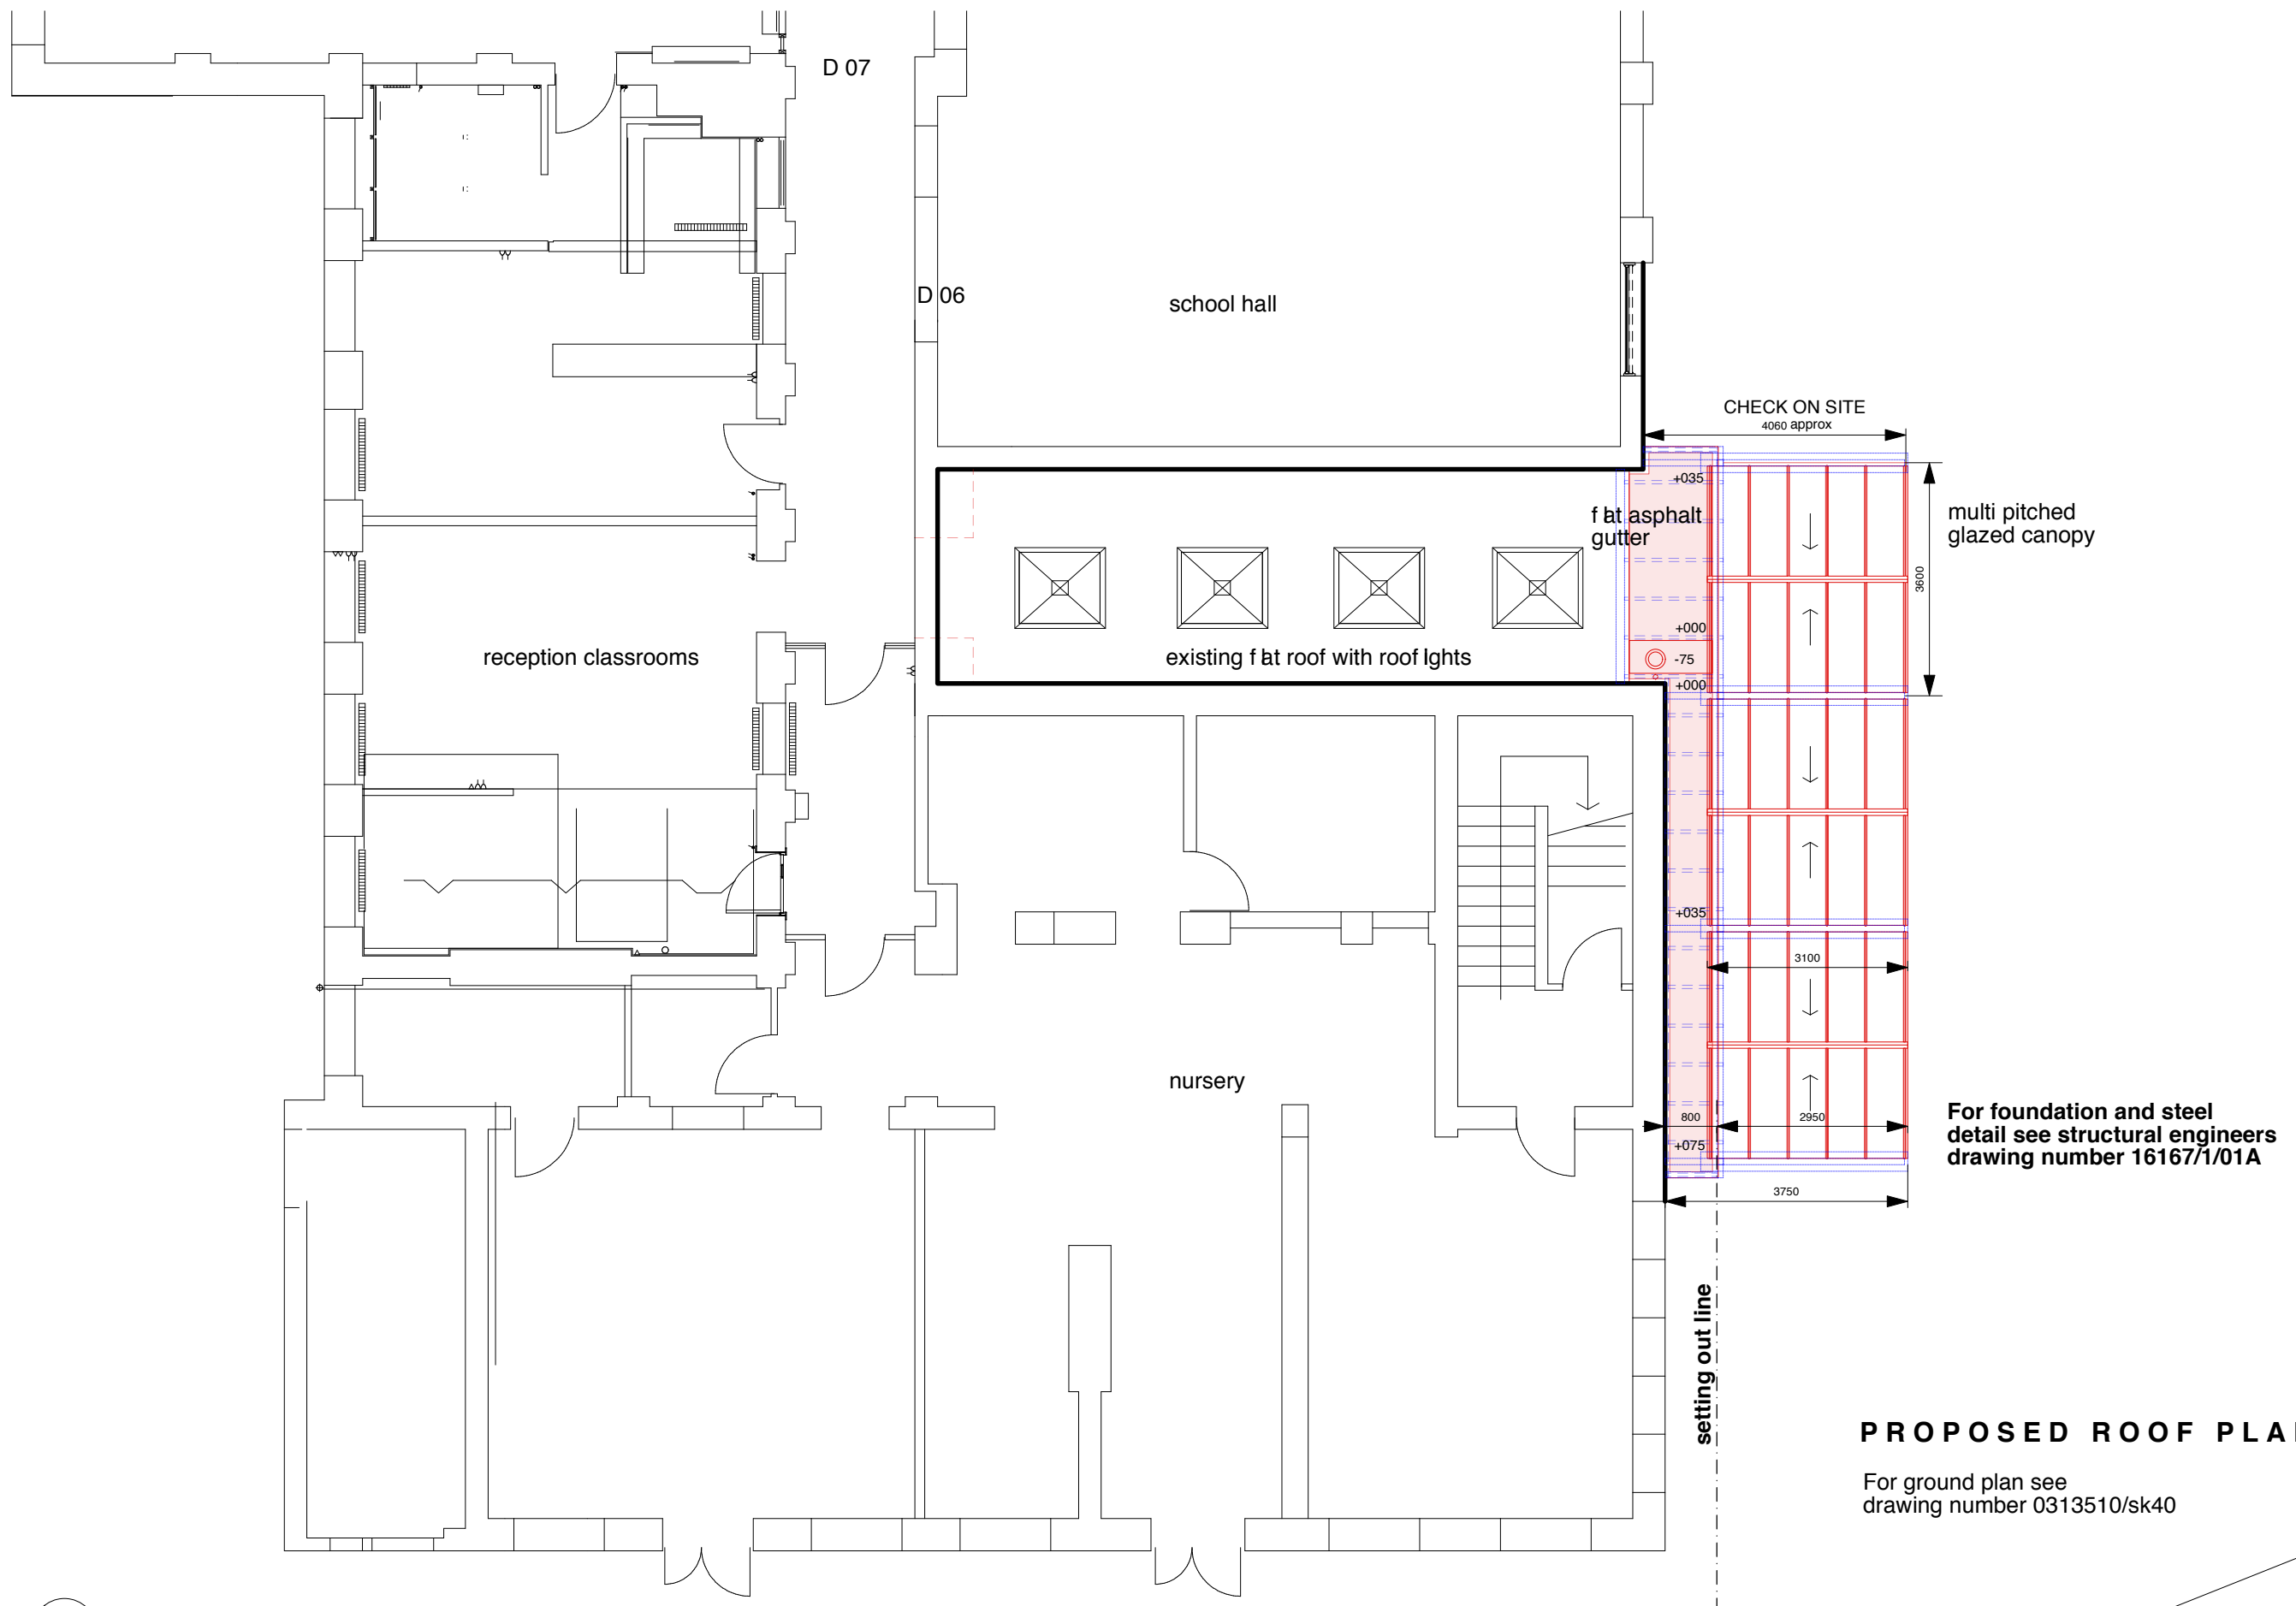 D 07
D 06
school hall
CHECK ON SITE
4060 approx
+035
flat asphalt
gutter
multi pitched
glazed canopy
3600
+000
-75
+000
reception classrooms
existing flat roof with roof lights
+035
3100
nursery
800
2950
+075
For foundation and steel
detail see structural engineers
drawing number 16167/1/01A
3750
setting out line
PROPOSED ROOF PLA
For ground plan see
drawing number 0313510/sk40